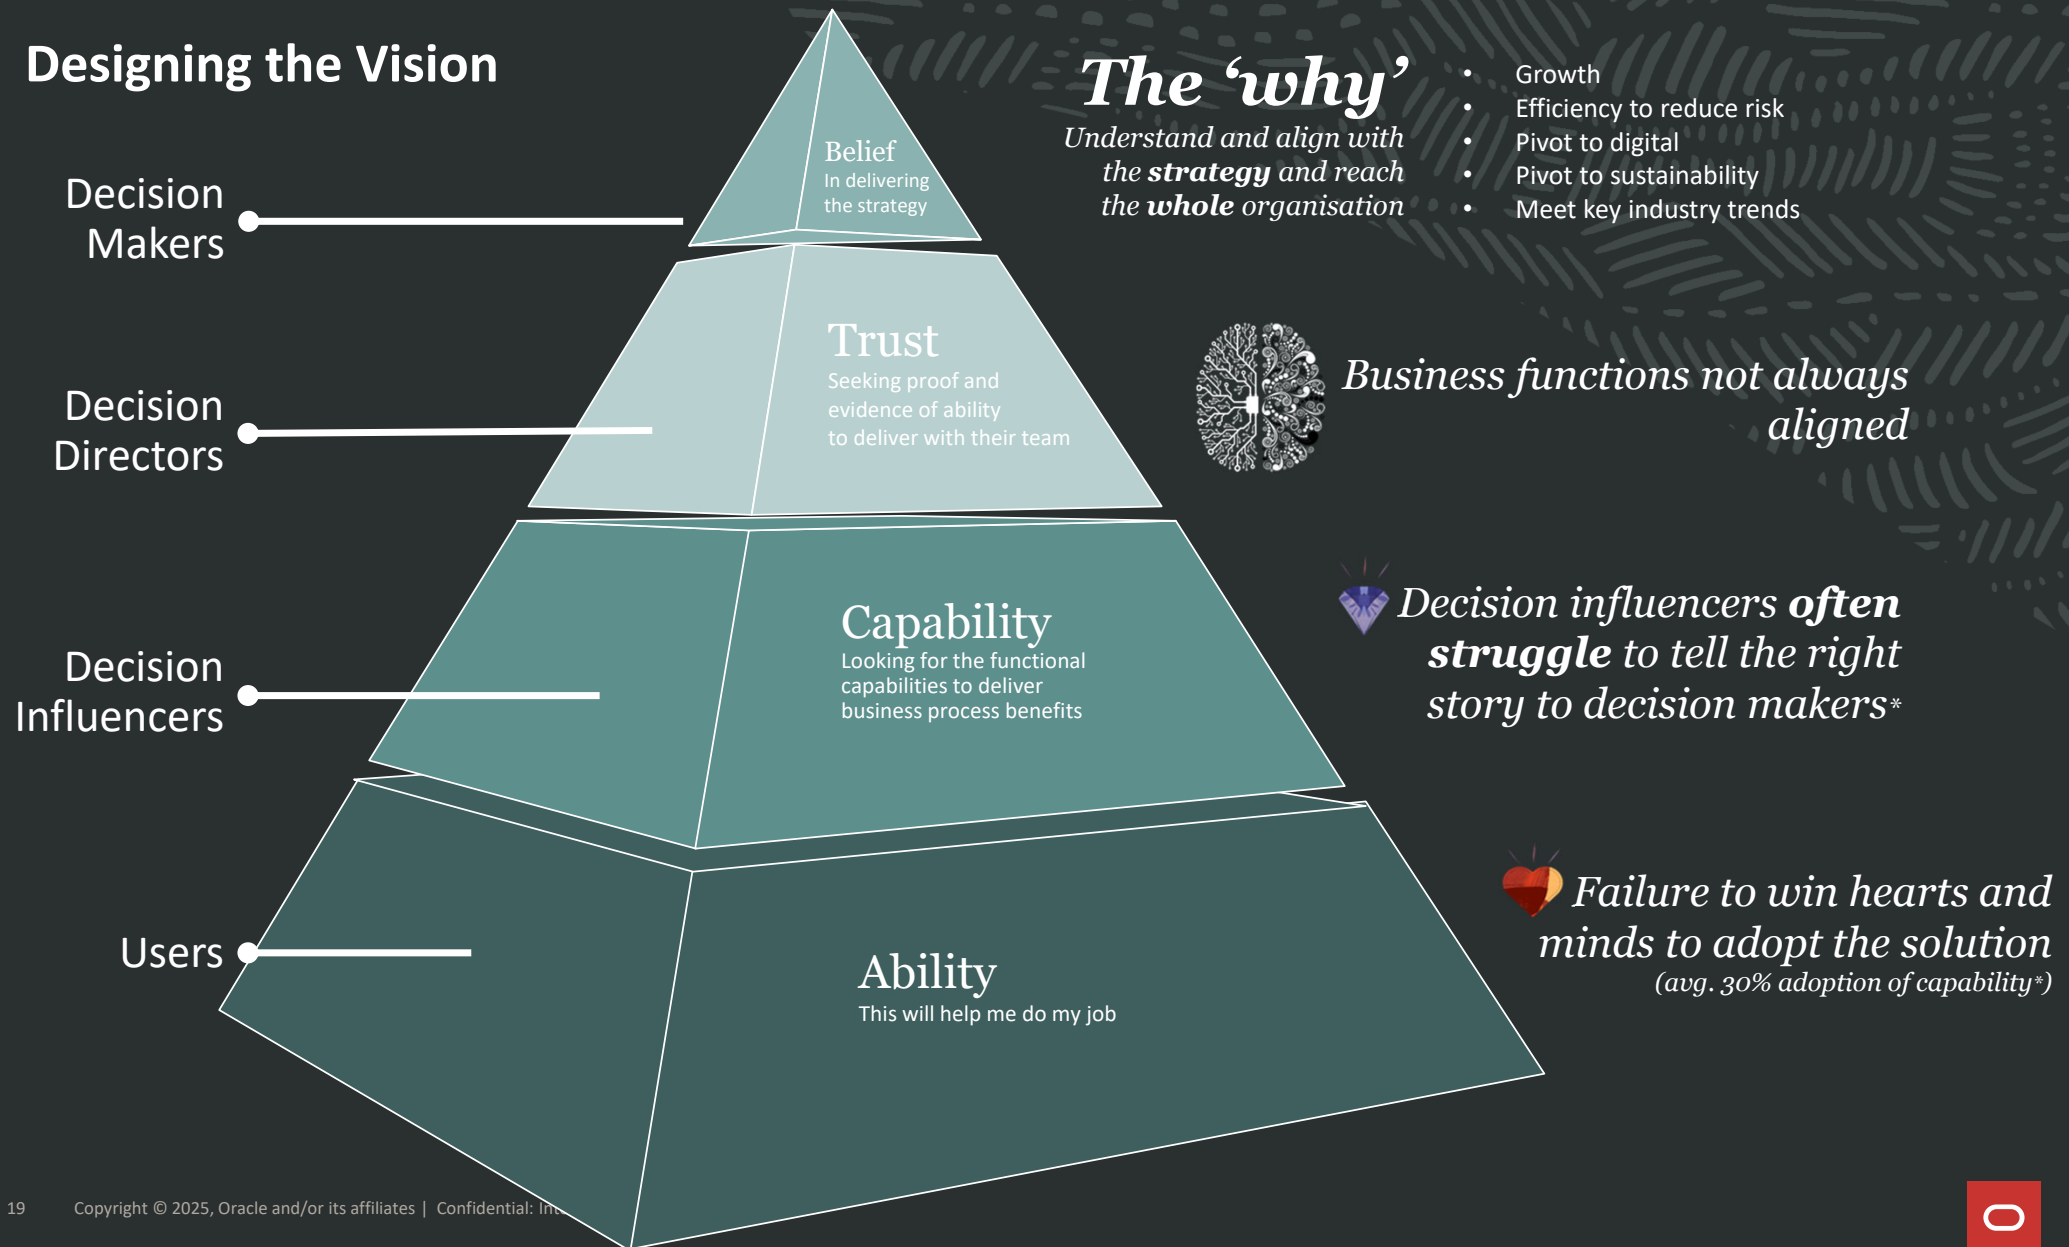 Designing the Vision
Decision
Makers
Belief
In delivering
the strategy
The ‘why’
Understand and align with
the strategy and reach
the whole organisation
• Growth
• Efficiency to reduce risk
• Pivot to digital
• Pivot to sustainability
• Meet key industry trends
Decision
Directors
Trust
Seeking proof and
evidence of ability
to deliver with their team
Business functions not always
aligned
Decision
Influencers
Capability
Looking for the functional
capabilities to deliver
business process benefits
Decision influencers often
struggle to tell the right
story to decision makers*
Users
Ability
This will help me do my job
Failure to win hearts and
minds to adopt the solution
(avg. 30% adoption of capability*)
19 Copyright © 2025, Oracle and/or its affiliates | Confidential: